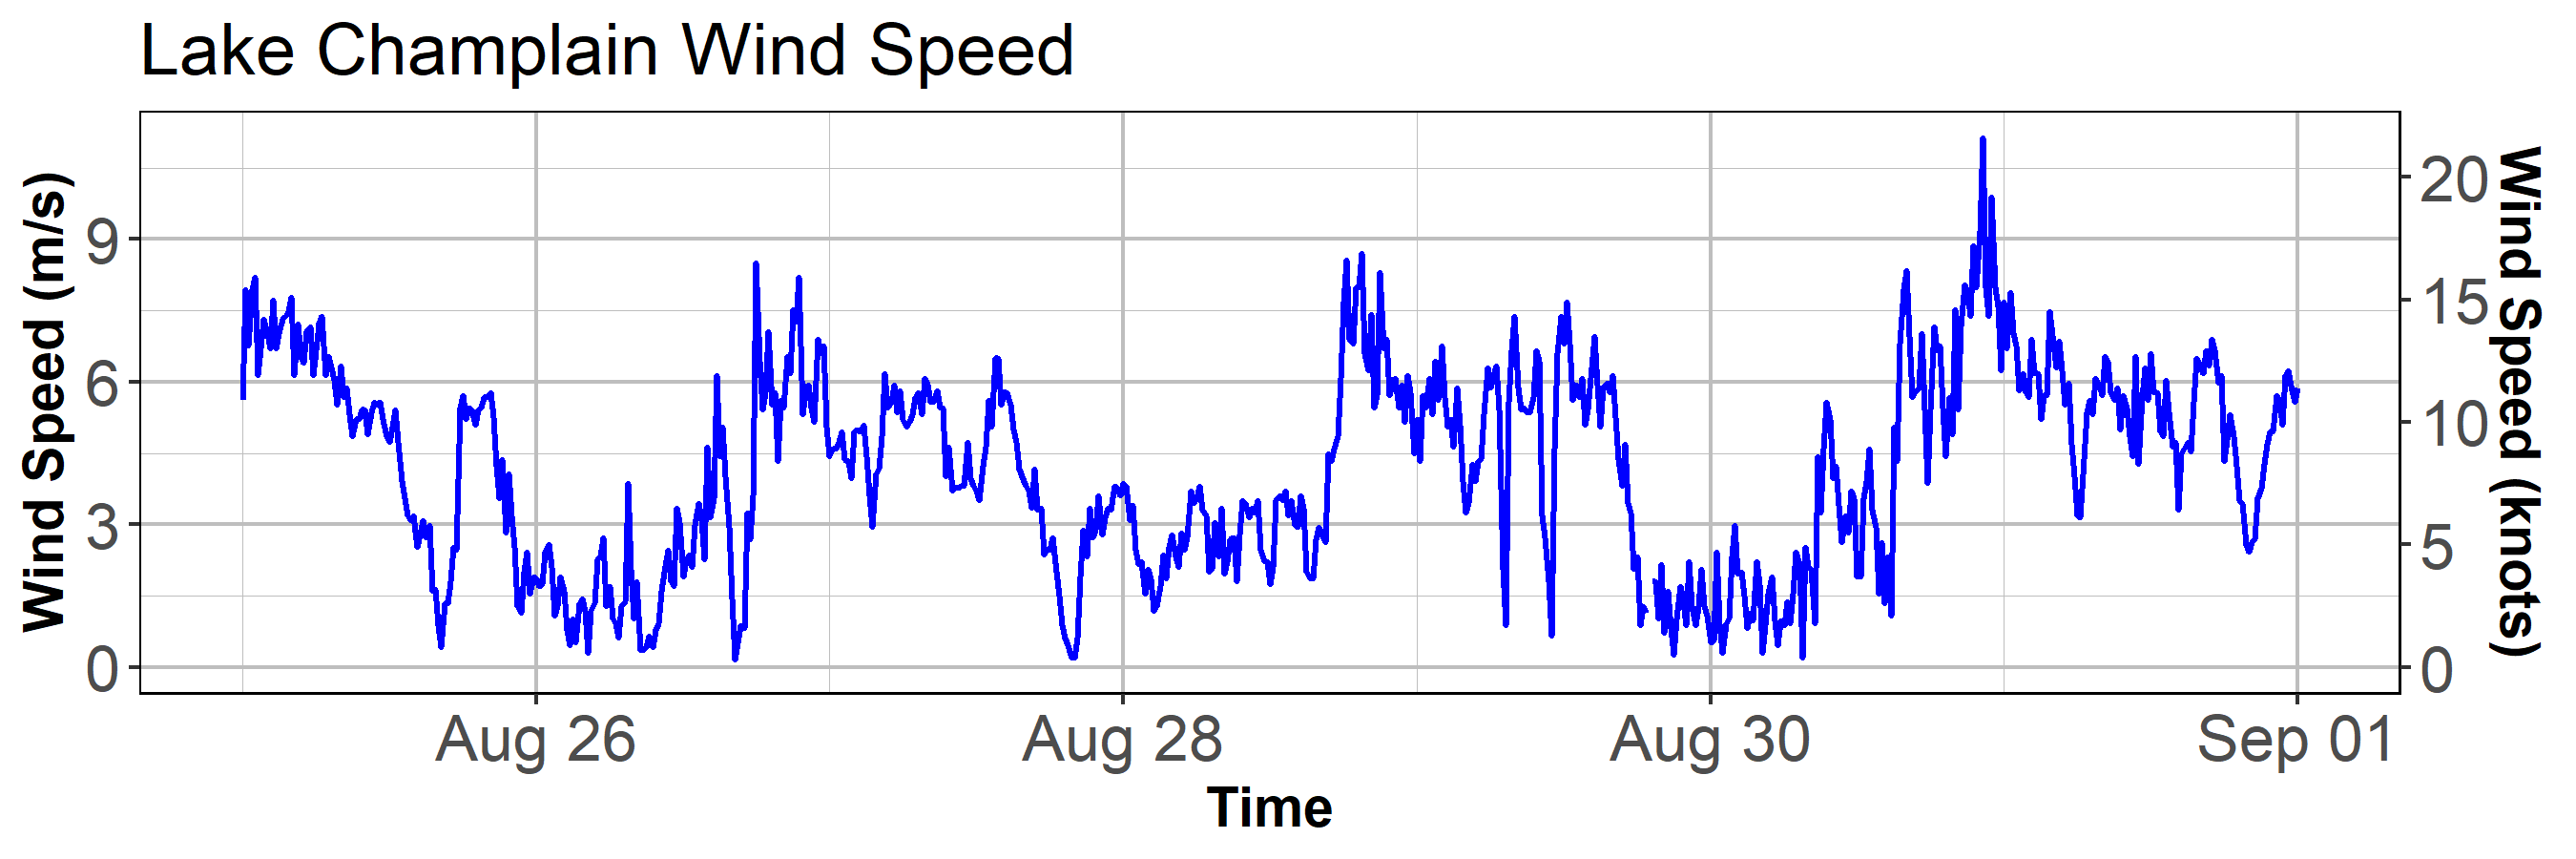 Lake Champlain Wind Speed
Wind Speed (m/s)
9
6
3
0
20
15
10
5
0
Wind Speed (knots)
Aug 26
Aug 28
Aug 30
Sep 01
Time